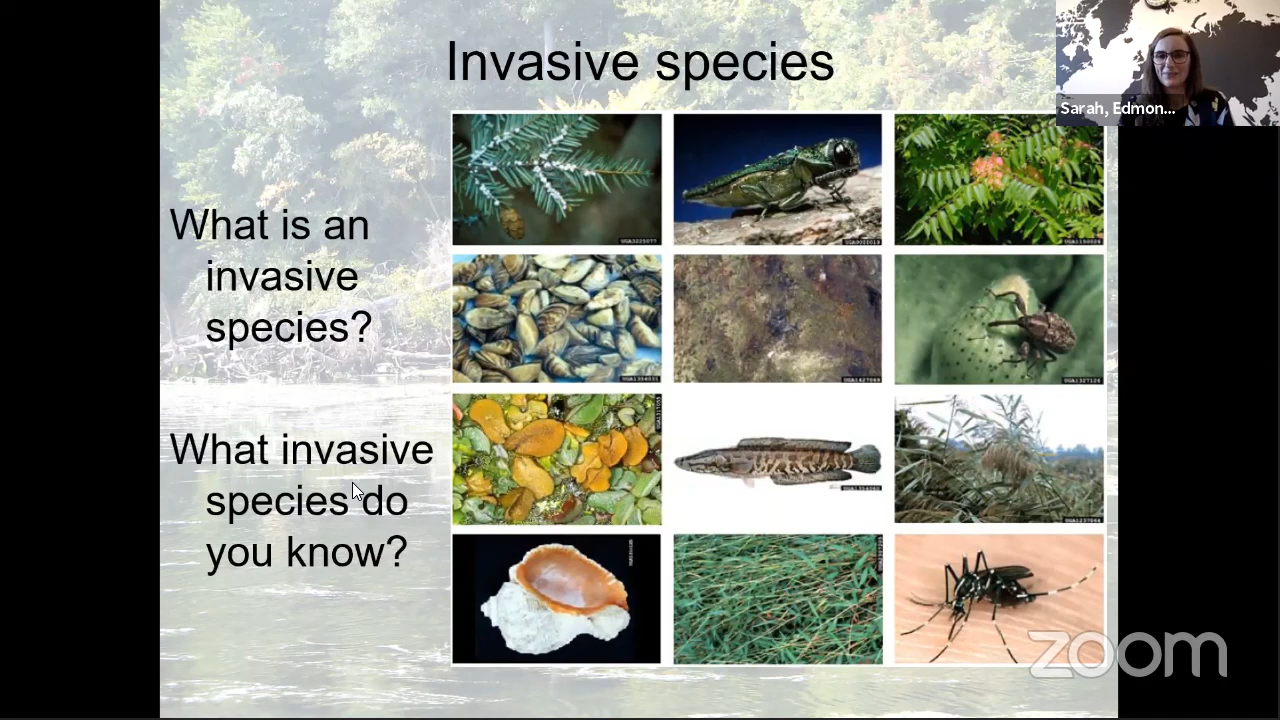 Invasive species
Sarah, Edmon...
What is an
invasive
species?
What invasive
species do
you know?
zoom